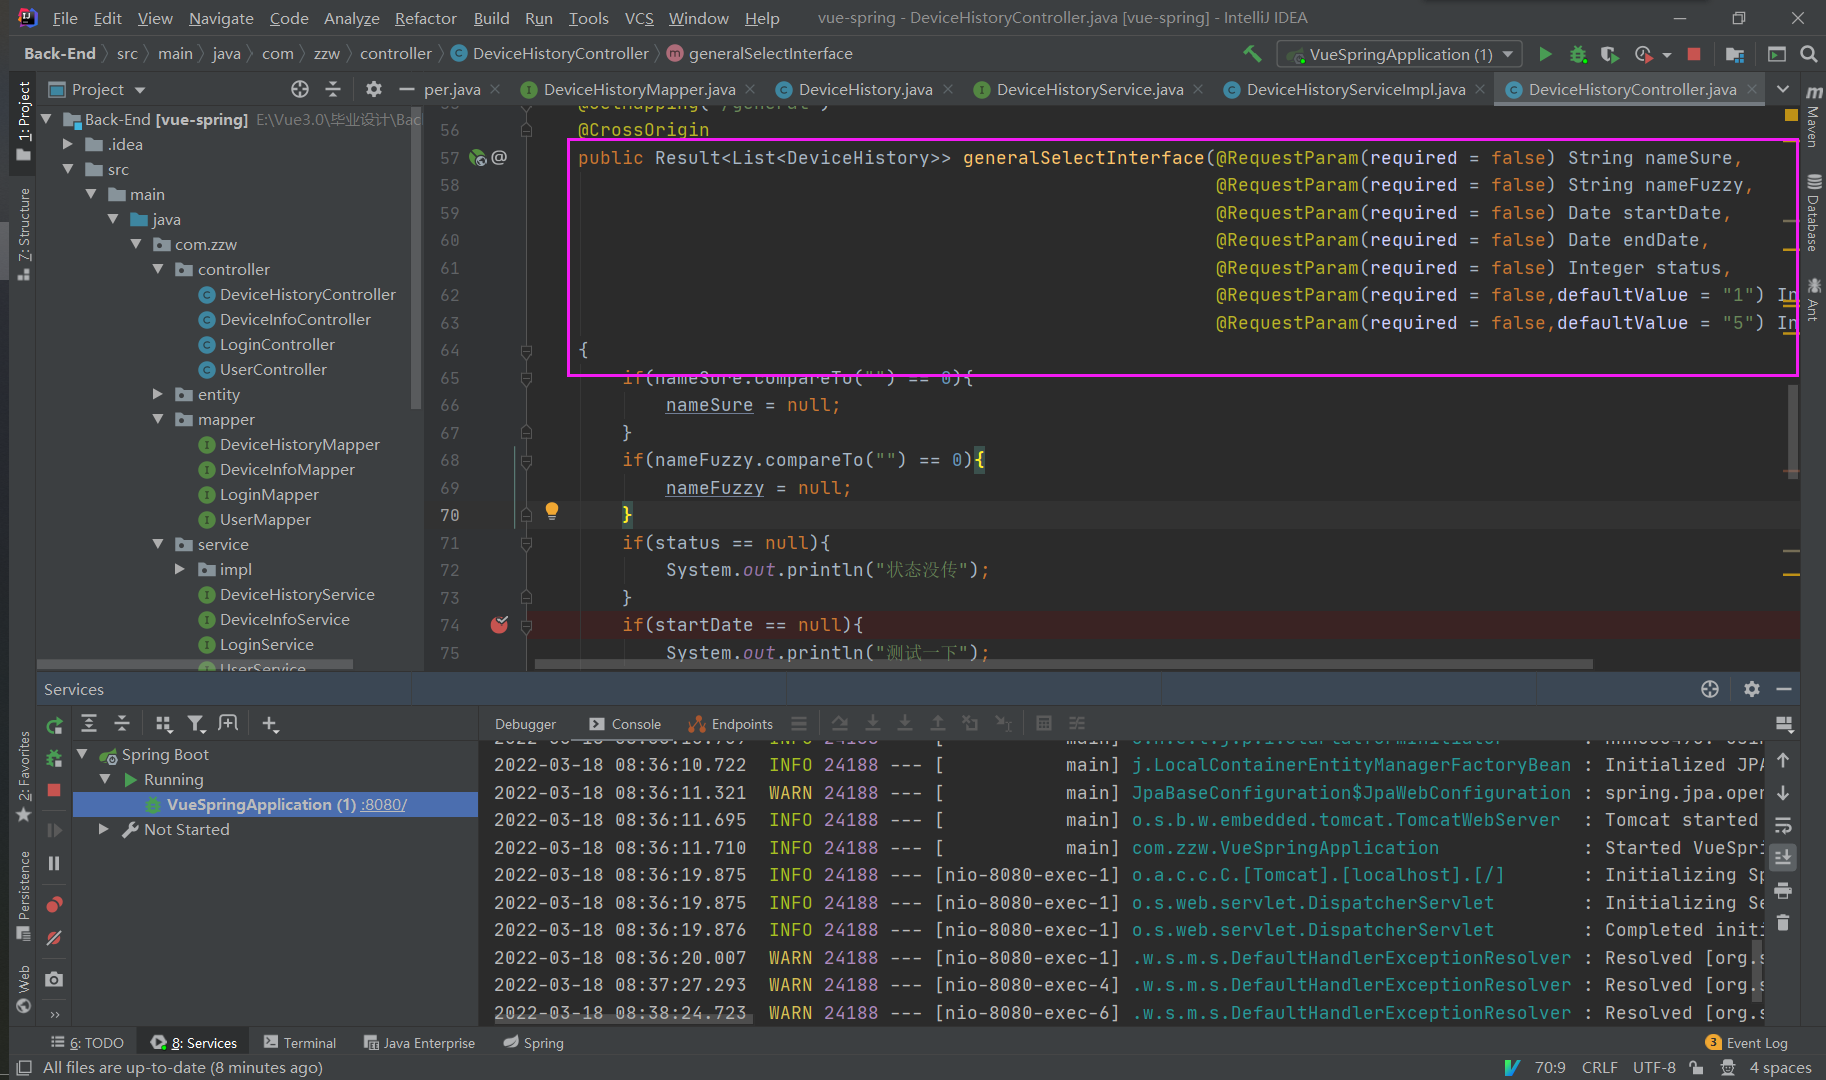 File Edit View Navigate Code Analyze Refactor Build Run Tools VCS Window Help vue-spring - DeviceHistoryController.java [vue-spring] - IntelliJ IDEA
Back-End src main java com zzw controller DeviceHistoryController generalSelectInterface VueSpringApplication (1)
Project per.java DeviceHistoryMapper.java DeviceHistory.java DeviceHistoryService.java DeviceHistoryServiceImpl.java DeviceHistoryController.java
1: Project
Z: Structure
2: Favorites
Persistence
Web
Maven
Database
Ant
Back-End [vue-spring] E:\Vue3.0\毕业设计\Bac
.idea
src
main
java
com.zzw
controller
DeviceHistoryController
DeviceInfoController
LoginController
UserController
entity
mapper
DeviceHistoryMapper
DeviceInfoMapper
LoginMapper
UserMapper
service
impl
DeviceHistoryService
DeviceInfoService
LoginService
UserService
56 @CrossOrigin
57 public Result<List<DeviceHistory>> generalSelectInterface(@RequestParam(required = false) String nameSure,
58 @RequestParam(required = false) String nameFuzzy,
59 @RequestParam(required = false) Date startDate,
60 @RequestParam(required = false) Date endDate,
61 @RequestParam(required = false) Integer status,
62 @RequestParam(required = false,defaultValue = "1") In
63 @RequestParam(required = false,defaultValue = "5") In
64 {
65 if(nameSure.compareTo("") == 0){
66 nameSure = null;
67 }
68 if(nameFuzzy.compareTo("") == 0){
69 nameFuzzy = null;
70 }
71 if(status == null){
72 System.out.println("状态没传");
73 }
74 if(startDate == null){
75 System.out.println("测试一下");
Services
Debugger Console Endpoints
Spring Boot
Running
VueSpringApplication (1) :8080/
Not Started
2022-03-18 08:36:10.722 INFO 24188 --- [ main] j.LocalContainerEntityManagerFactoryBean : Initialized JPA
2022-03-18 08:36:11.321 WARN 24188 --- [ main] JpaBaseConfiguration$JpaWebConfiguration : spring.jpa.open
2022-03-18 08:36:11.695 INFO 24188 --- [ main] o.s.b.w.embedded.tomcat.TomcatWebServer : Tomcat started
2022-03-18 08:36:11.710 INFO 24188 --- [ main] com.zzw.VueSpringApplication : Started VueSpri
2022-03-18 08:36:19.875 INFO 24188 --- [nio-8080-exec-1] o.a.c.c.C.[Tomcat].[localhost].[/] : Initializing Sp
2022-03-18 08:36:19.875 INFO 24188 --- [nio-8080-exec-1] o.s.web.servlet.DispatcherServlet : Initializing Se
2022-03-18 08:36:19.876 INFO 24188 --- [nio-8080-exec-1] o.s.web.servlet.DispatcherServlet : Completed initi
2022-03-18 08:36:20.007 WARN 24188 --- [nio-8080-exec-1] .w.s.m.s.DefaultHandlerExceptionResolver : Resolved [org.s
2022-03-18 08:37:27.293 WARN 24188 --- [nio-8080-exec-4] .w.s.m.s.DefaultHandlerExceptionResolver : Resolved [org.s
2022-03-18 08:38:24.723 WARN 24188 --- [nio-8080-exec-6] .w.s.m.s.DefaultHandlerExceptionResolver : Resolved [org.s
6: TODO 8: Services Terminal Java Enterprise Spring 3 Event Log
All files are up-to-date (8 minutes ago) 70:9 CRLF UTF-8 4 spaces